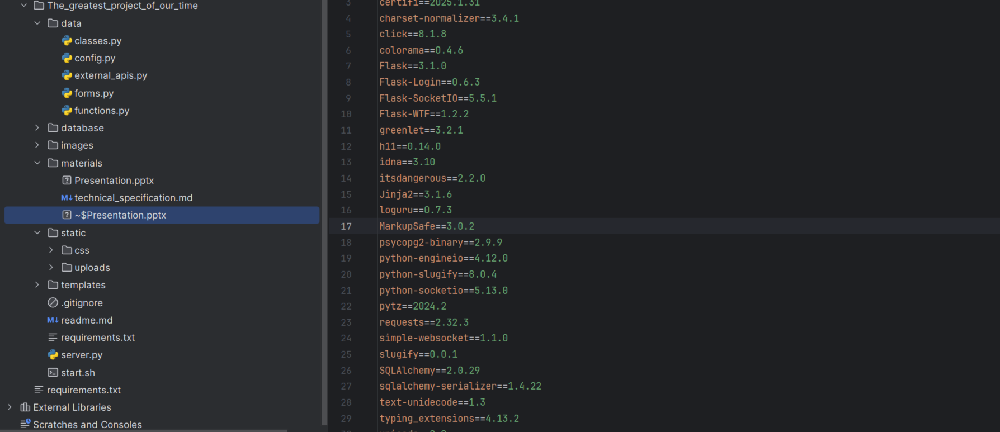 The_greatest_project_of_our_time
data
classes.py
config.py
external_apis.py
forms.py
functions.py
database
images
materials
Presentation.pptx
M↓ technical_specification.md
~$Presentation.pptx
static
css
uploads
templates
.gitignore
M↓ readme.md
requirements.txt
server.py
start.sh
requirements.txt
External Libraries
Scratches and Consoles
3 certifi==2025.1.31
4 charset-normalizer==3.4.1
5 click==8.1.8
6 colorama==0.4.6
7 Flask==3.1.0
8 Flask-Login==0.6.3
9 Flask-SocketIO==5.5.1
10 Flask-WTF==1.2.2
11 greenlet==3.2.1
12 h11==0.14.0
13 idna==3.10
14 itsdangerous==2.2.0
15 Jinja2==3.1.6
16 loguru==0.7.3
17 MarkupSafe==3.0.2
18 psycopg2-binary==2.9.9
19 python-engineio==4.12.0
20 python-slugify==8.0.4
21 python-socketio==5.13.0
22 pytz==2024.2
23 requests==2.32.3
24 simple-websocket==1.1.0
25 slugify==0.0.1
26 SQLAlchemy==2.0.29
27 sqlalchemy-serializer==1.4.22
28 text-unidecode==1.3
29 typing_extensions==4.13.2